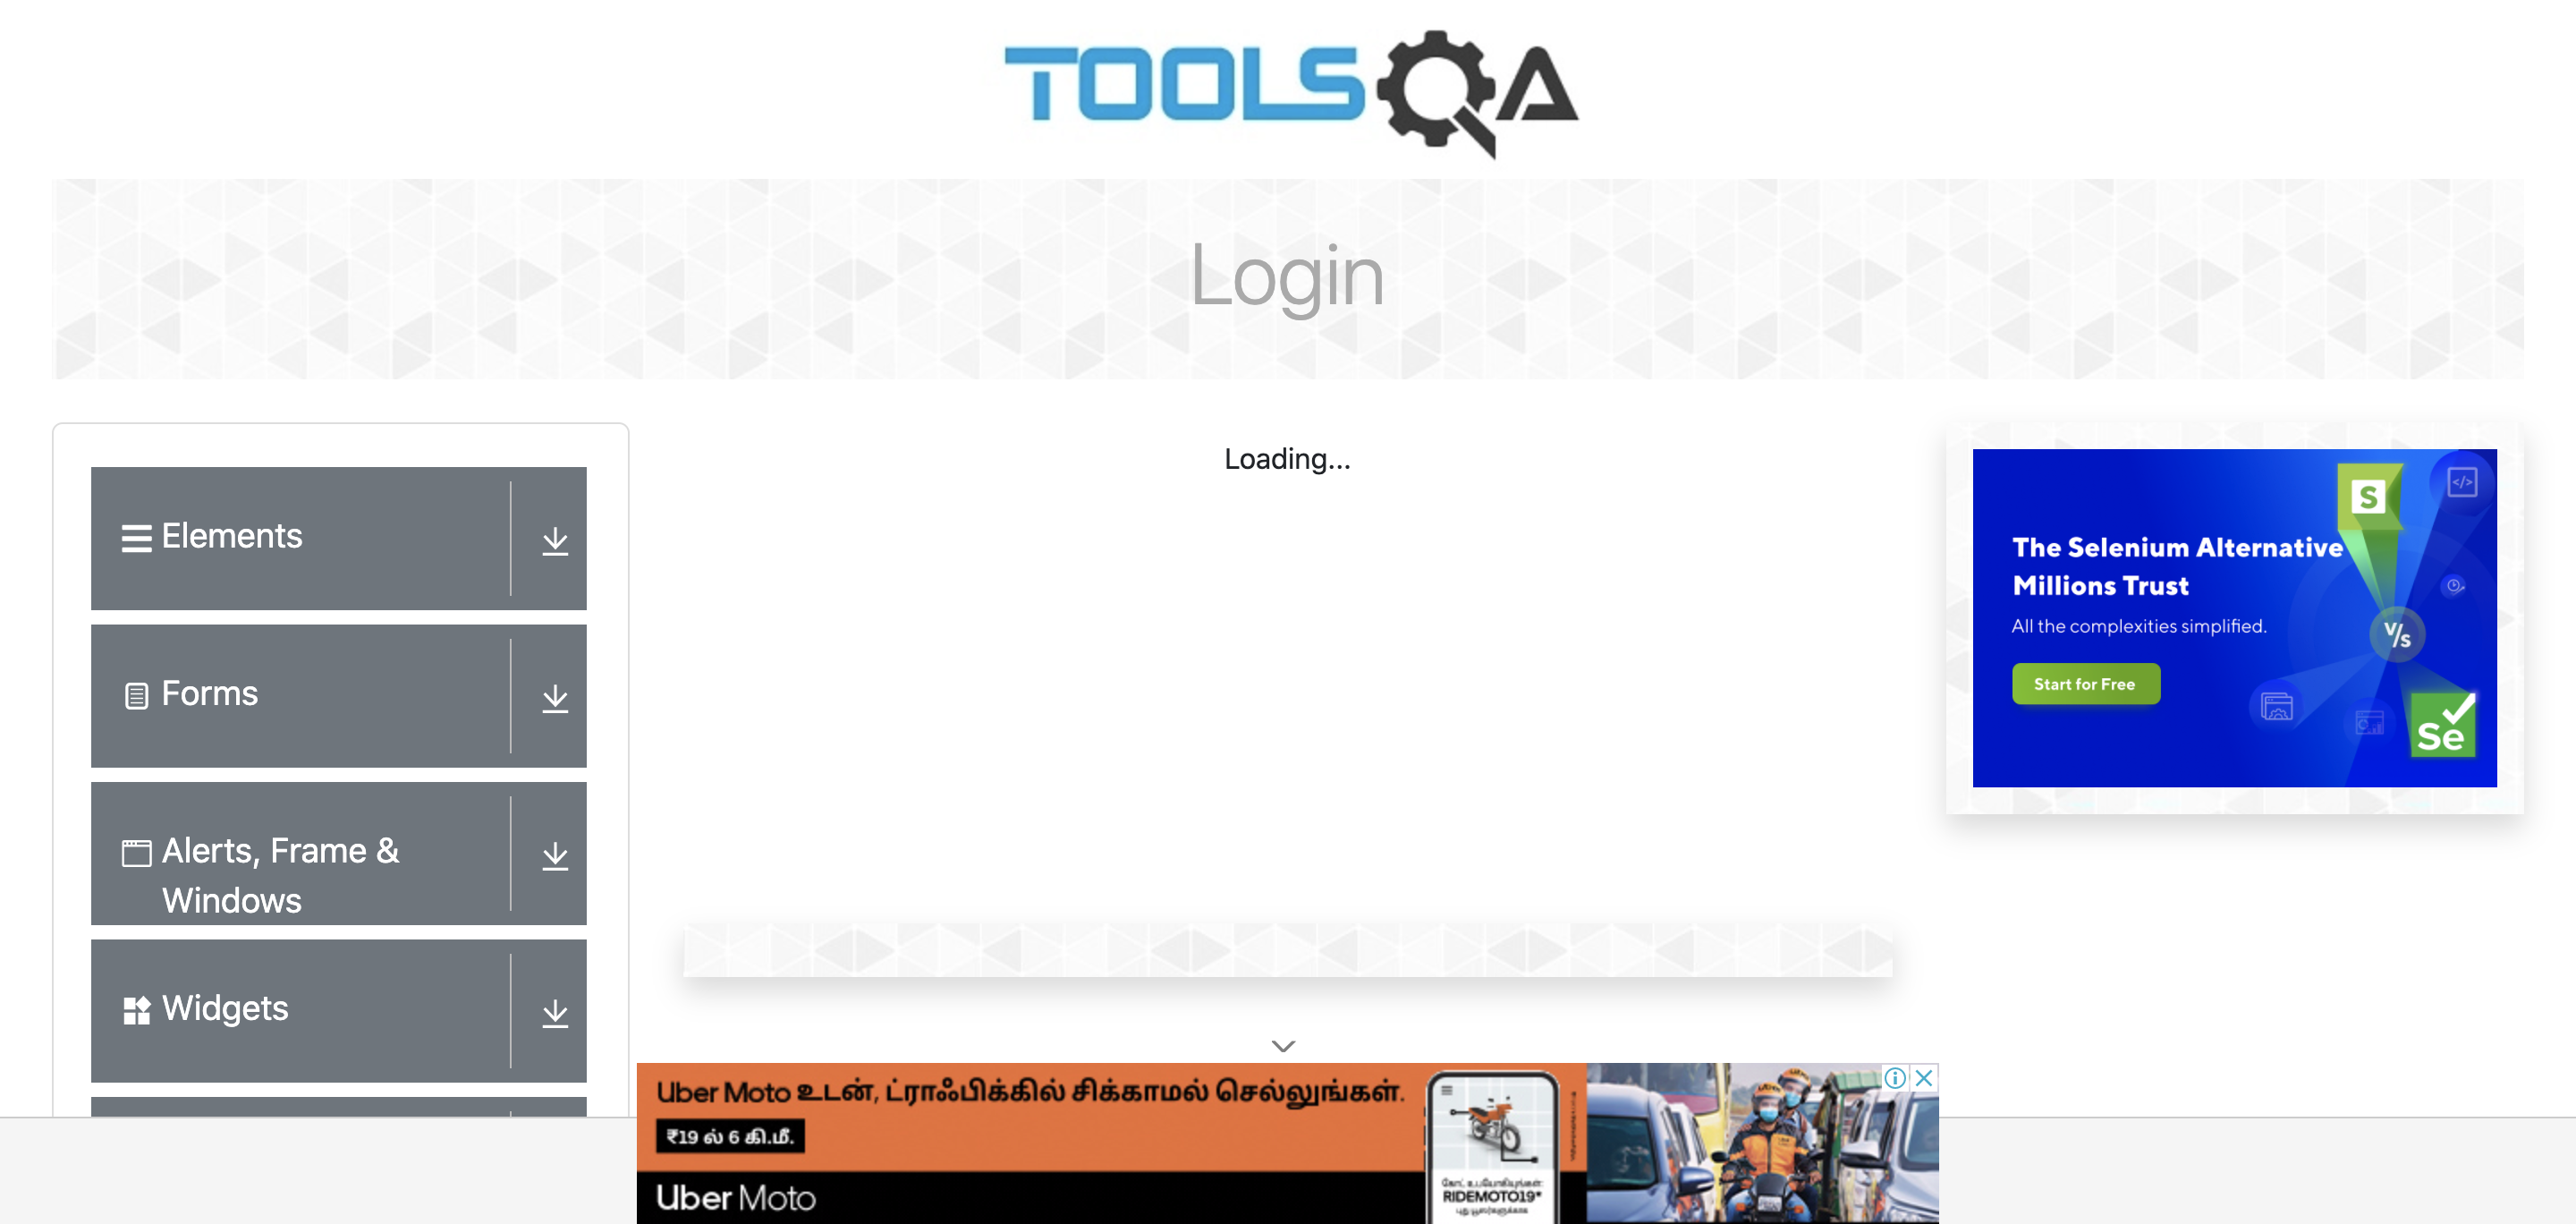 TOOLSQA
Login
Elements
Forms
Alerts, Frame &
Windows
Widgets
Loading...
The Selenium Alternative
Millions Trust
All the complexities simplified.
Start for Free
S
</>
V/s
Se
Uber Moto உடன், ட்ராஃபிக்கில் சிக்காமல் செல்லுங்கள்.
₹19 ல் 6 கி.மீ.
Uber Moto
RIDEMOTO19*